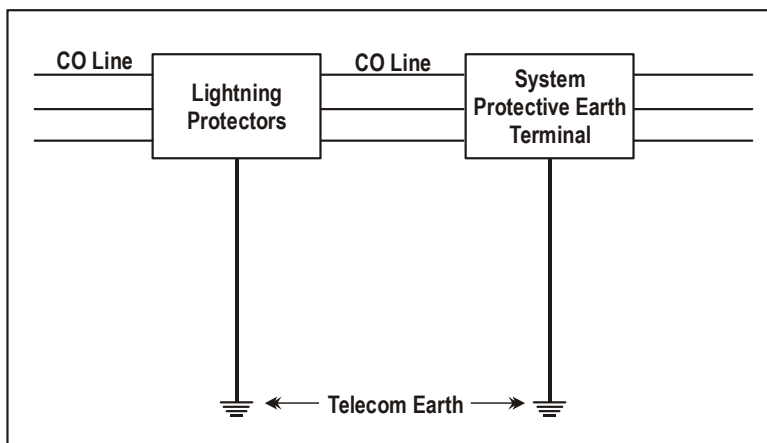 CO Line
Lightning
Protectors
CO Line
System
Protective Earth
Terminal
Telecom Earth